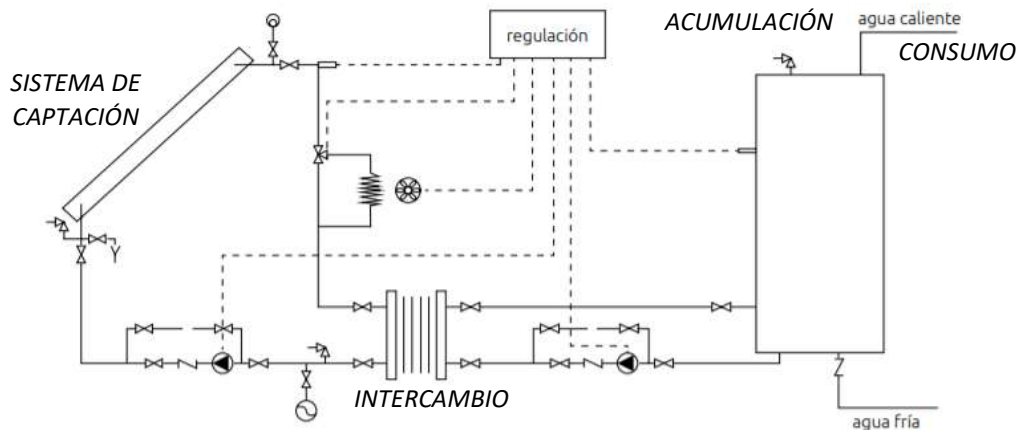 ACUMULACIÓN
agua caliente
CONSUMO
regulación
SISTEMA DE
CAPTACIÓN
INTERCAMBIO
agua fría